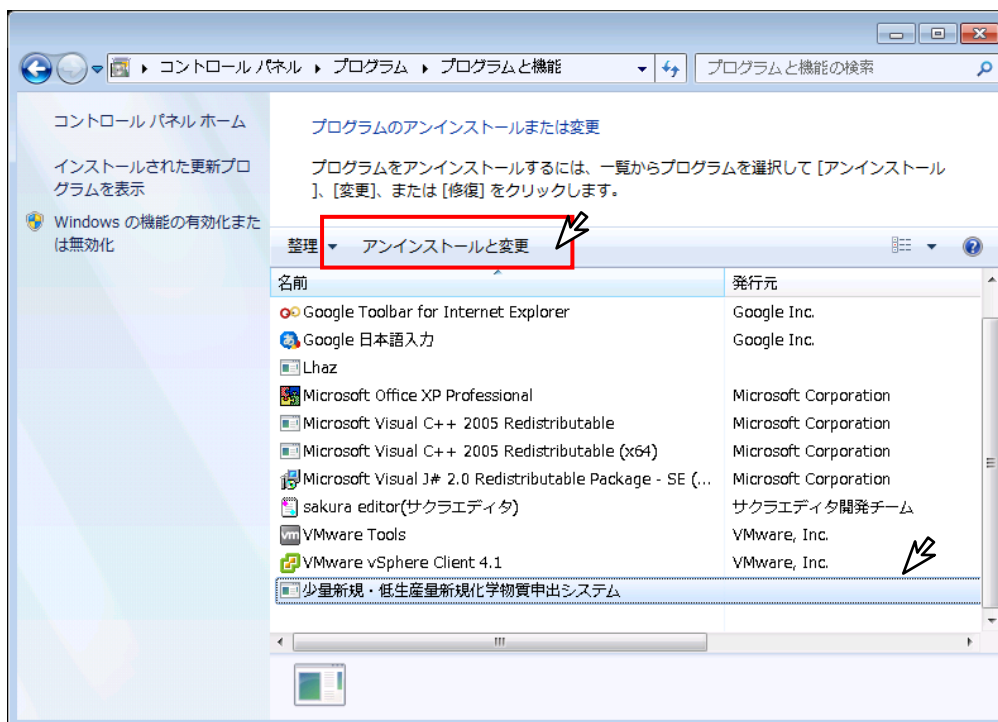 コントロール パネル ▸ プログラム ▸ プログラムと機能
プログラムと機能の検索
コントロール パネル ホーム
インストールされた更新プロ
グラムを表示
Windows の機能の有効化また
は無効化
プログラムのアンインストールまたは変更
プログラムをアンインストールするには、一覧からプログラムを選択して [アンインストール
]、[変更]、または [修復] をクリックします。
整理 アンインストールと変更
名前 発行元
Google Toolbar for Internet Explorer Google Inc.
Google 日本語入力 Google Inc.
Lhaz
Microsoft Office XP Professional Microsoft Corporation
Microsoft Visual C++ 2005 Redistributable Microsoft Corporation
Microsoft Visual C++ 2005 Redistributable (x64) Microsoft Corporation
Microsoft Visual J# 2.0 Redistributable Package - SE (... Microsoft Corporation
sakura editor(サクラエディタ) サクラエディタ開発チーム
VMware Tools VMware, Inc.
VMware vSphere Client 4.1 VMware, Inc.
少量新規・低生産量新規化学物質申出システム